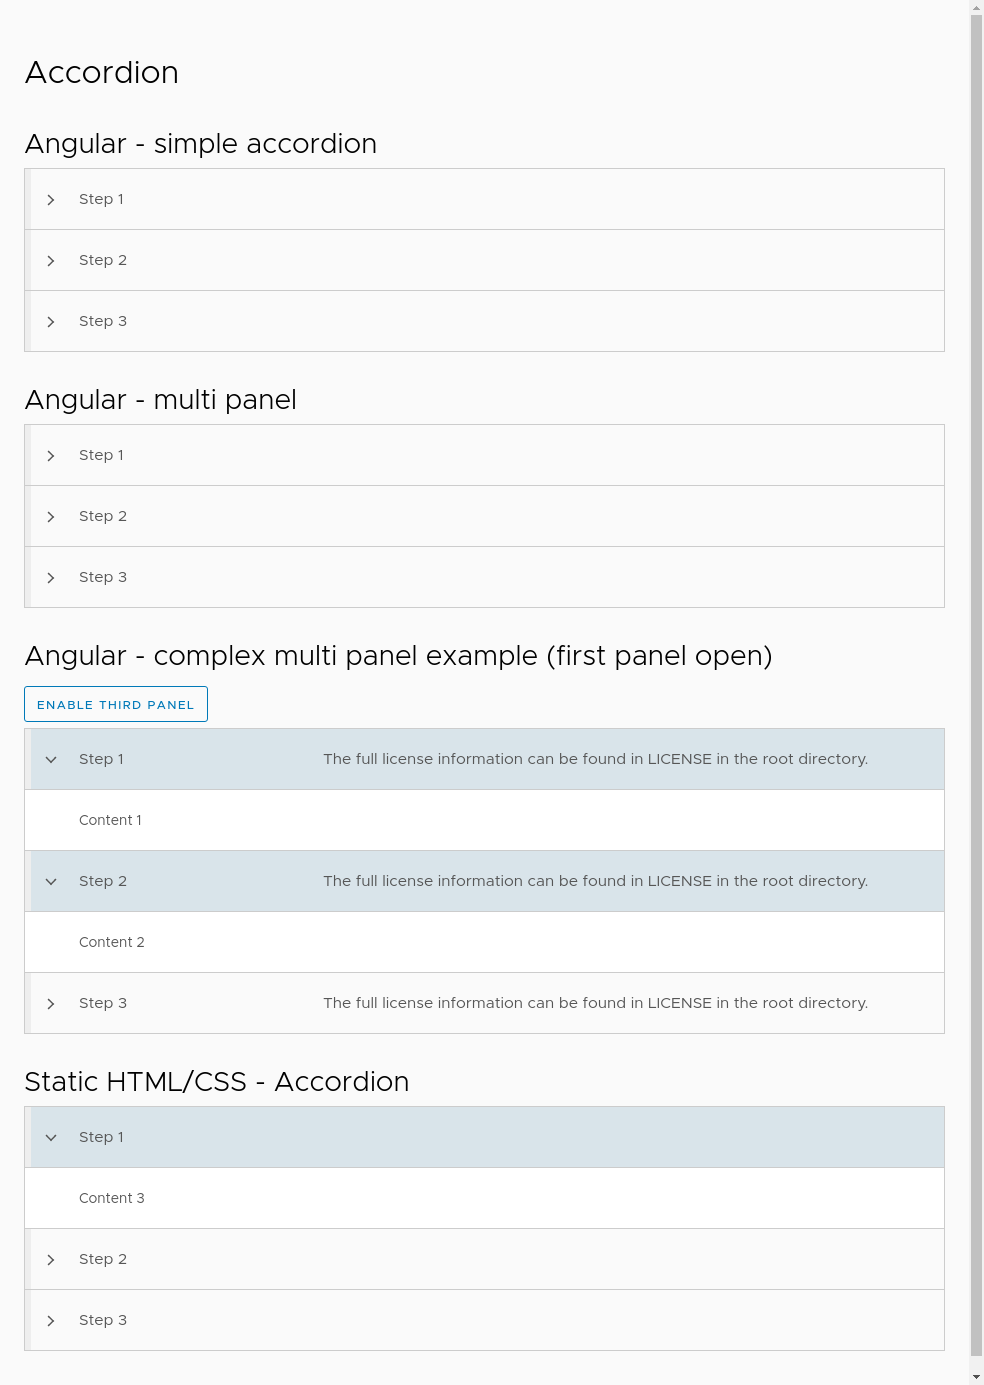 Accordion
Angular - simple accordion
Step 1
Step 2
Step 3
Angular - multi panel
Step 1
Step 2
Step 3
Angular - complex multi panel example (first panel open)
ENABLE THIRD PANEL
Step 1 The full license information can be found in LICENSE in the root directory.
Content 1
Step 2 The full license information can be found in LICENSE in the root directory.
Content 2
Step 3 The full license information can be found in LICENSE in the root directory.
Static HTML/CSS - Accordion
Step 1
Content 3
Step 2
Step 3